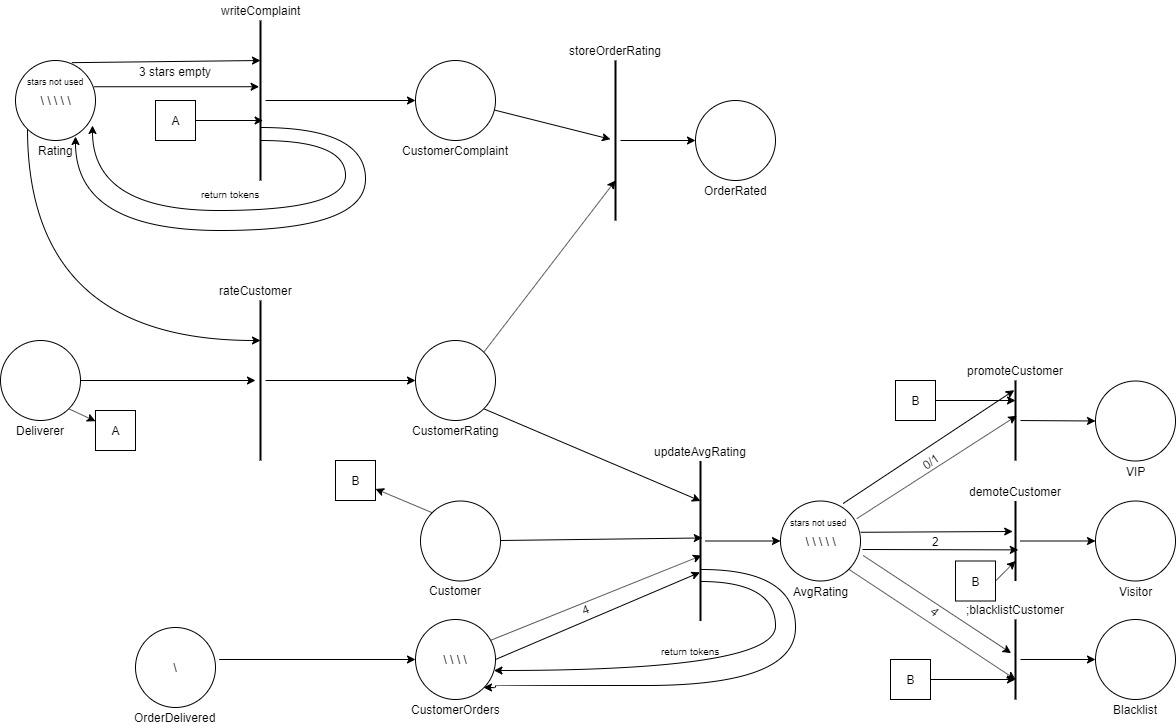 writeComplaint
storeOrderRating
stars not used
\ \ \ \ \
3 stars empty
A
Rating
CustomerComplaint
OrderRated
return tokens
rateCustomer
Deliverer
A
CustomerRating
promoteCustomer
B
0/1
VIP
updateAvgRating
B
demoteCustomer
stars not used
\ \ \ \ \
2
B
Customer
AvgRating
Visitor
4
4
;blacklistCustomer
return tokens
\
\ \ \ \
B
OrderDelivered
CustomerOrders
Blacklist